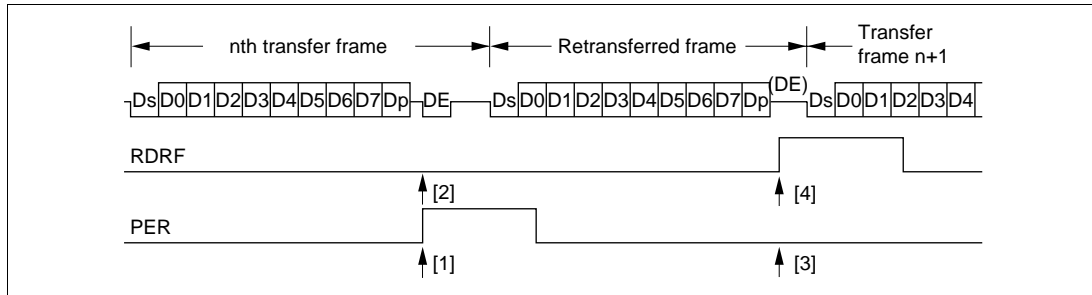 nth transfer frame Retransferred frame Transfer
frame n+1
Ds D0 D1 D2 D3 D4 D5 D6 D7 Dp DE Ds D0 D1 D2 D3 D4 D5 D6 D7 Dp (DE) Ds D0 D1 D2 D3 D4
RDRF
[2] [4]
PER
[1] [3]